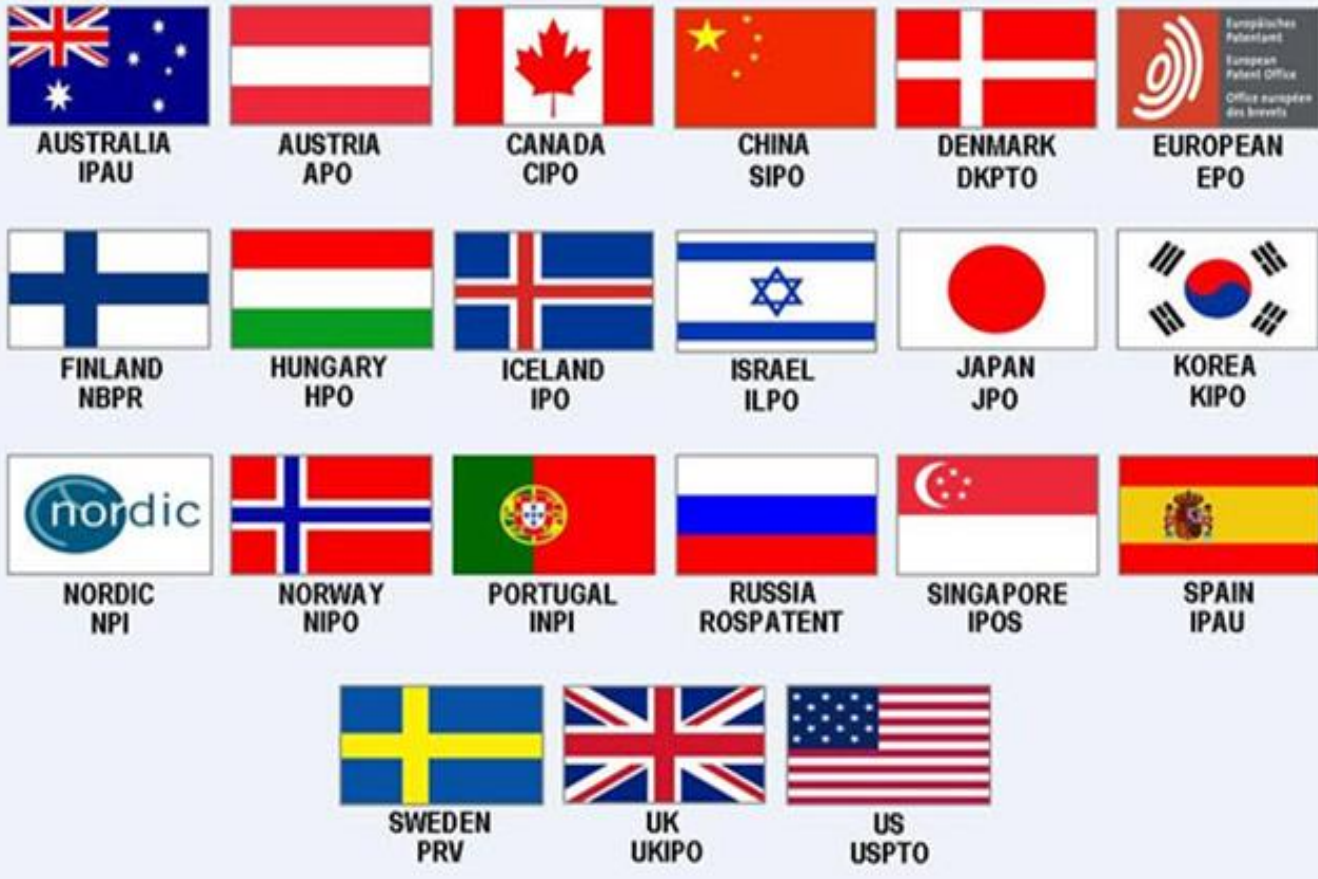 Europäisches
Patentamt
European
Patent Office
Office européen
des brevets
AUSTRALIA
IPAU
AUSTRIA
APO
CANADA
CIPO
CHINA
SIPO
DENMARK
DKPTO
EUROPEAN
EPO
FINLAND
NBPR
HUNGARY
HPO
ICELAND
IPO
ISRAEL
ILPO
JAPAN
JPO
KOREA
KIPO
nordic
NORDIC
NPI
NORWAY
NIPO
PORTUGAL
INPI
RUSSIA
ROSPATENT
SINGAPORE
IPOS
SPAIN
IPAU
SWEDEN
PRV
UK
UKIPO
US
USPTO